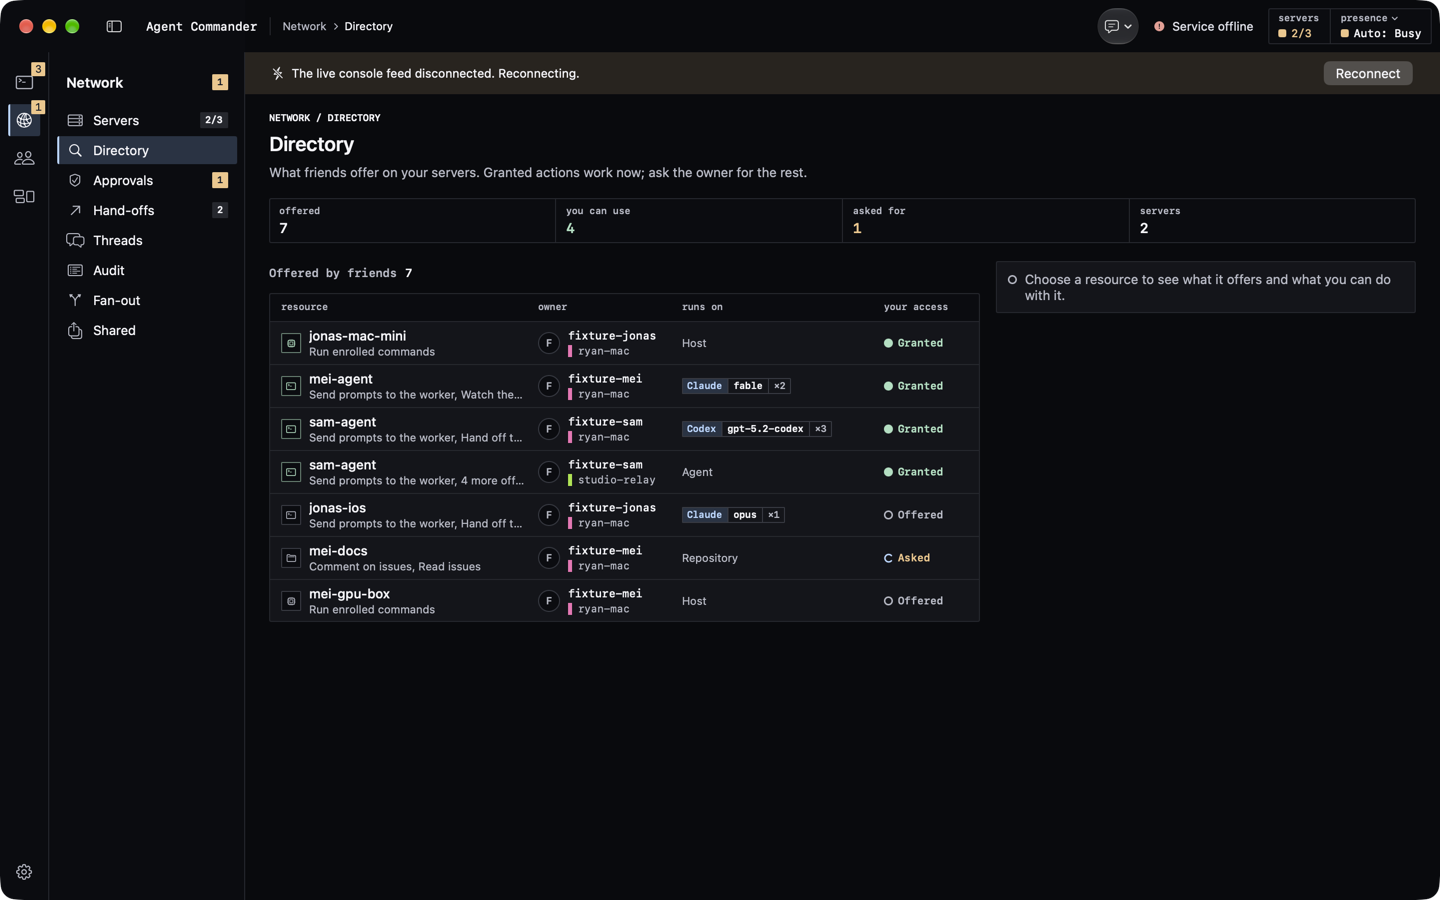 Agent Commander
Network > Directory
Service offline
servers
2/3
presence
Auto: Busy
3
1
Network
1
Servers
2/3
Directory
Approvals
1
Hand-offs
2
Threads
Audit
Fan-out
Shared
The live console feed disconnected. Reconnecting.
Reconnect
NETWORK / DIRECTORY
Directory
What friends offer on your servers. Granted actions work now; ask the owner for the rest.
offered
7
you can use
4
asked for
1
servers
2
Offered by friends 7
resource owner runs on your access
jonas-mac-mini
Run enrolled commands
F
fixture-jonas
ryan-mac
Host
Granted
mei-agent
Send prompts to the worker, Watch the...
F
fixture-mei
ryan-mac
Claude fable ×2
Granted
sam-agent
Send prompts to the worker, Hand off t...
F
fixture-sam
ryan-mac
Codex gpt-5.2-codex ×3
Granted
sam-agent
Send prompts to the worker, 4 more off...
F
fixture-sam
studio-relay
Agent
Granted
jonas-ios
Send prompts to the worker, Hand off t...
F
fixture-jonas
ryan-mac
Claude opus ×1
Offered
mei-docs
Comment on issues, Read issues
F
fixture-mei
ryan-mac
Repository
Asked
mei-gpu-box
Run enrolled commands
F
fixture-mei
ryan-mac
Host
Offered
Choose a resource to see what it offers and what you can do
with it.